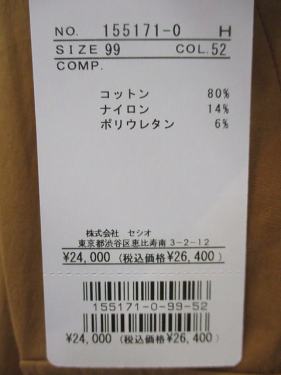 NO. 155171-0 H
SIZE 99 COL. 52
COMP.
コットン 80%
ナイロン 14%
ポリウレタン 6%
株式会社 セシオ
東京都渋谷区恵比寿南 3-2-12
¥24,000 (税込価格¥26,400)
155171-0-99-52
¥24,000 (税込価格¥26,400)